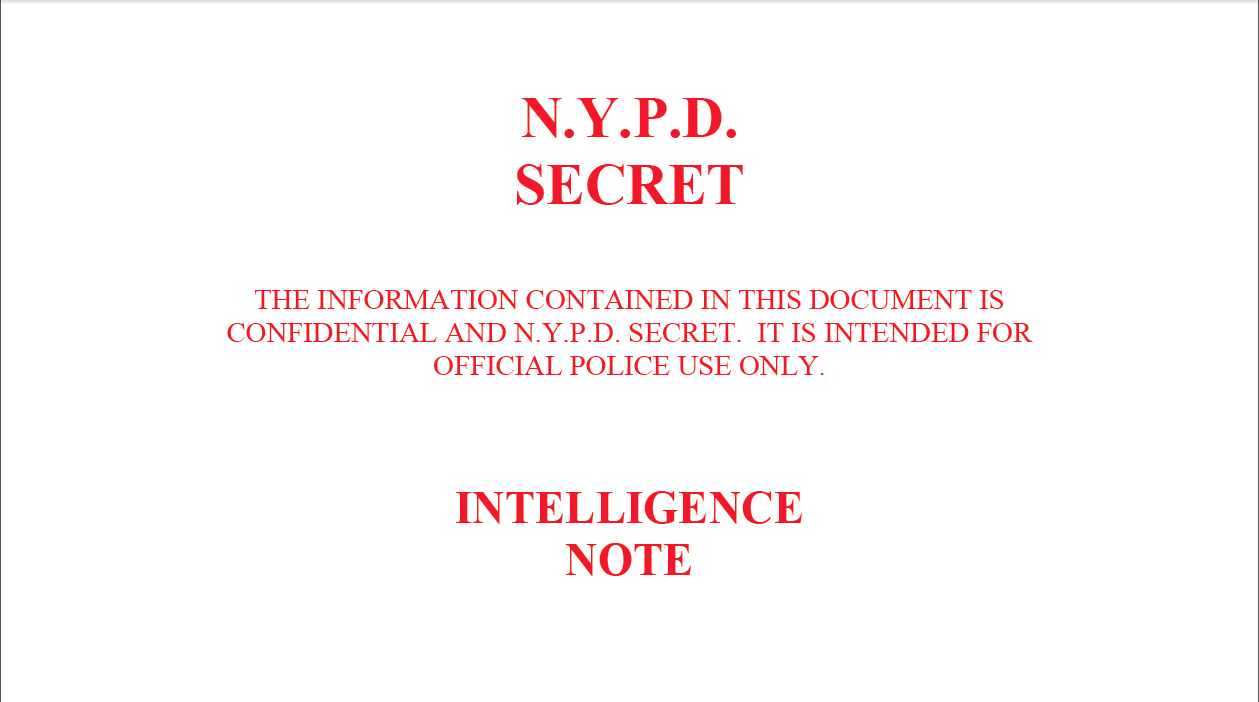 N.Y.P.D.
SECRET
THE INFORMATION CONTAINED IN THIS DOCUMENT IS
CONFIDENTIAL AND N.Y.P.D. SECRET.  IT IS INTENDED FOR
OFFICIAL POLICE USE ONLY.
INTELLIGENCE
NOTE